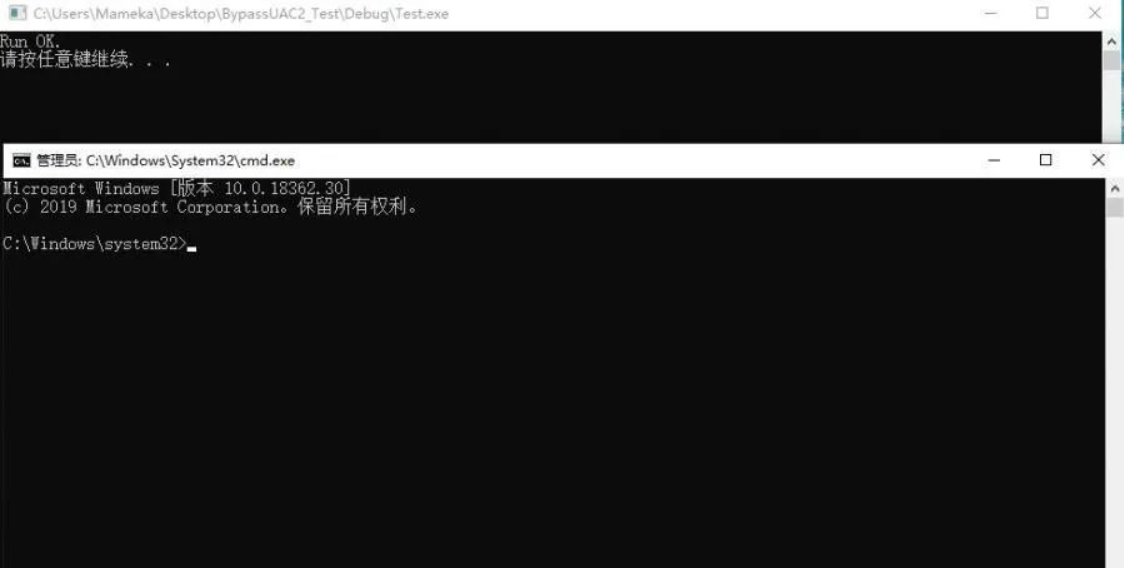 C:\Users\Mameka\Desktop\BypassUAC2_Test\Debug\Test.exe
Run OK.
请按任意键继续. . .
管理员: C:\Windows\System32\cmd.exe
Microsoft Windows [版本 10.0.18362.30]
(c) 2019 Microsoft Corporation。保留所有权利。
C:\Windows\system32>